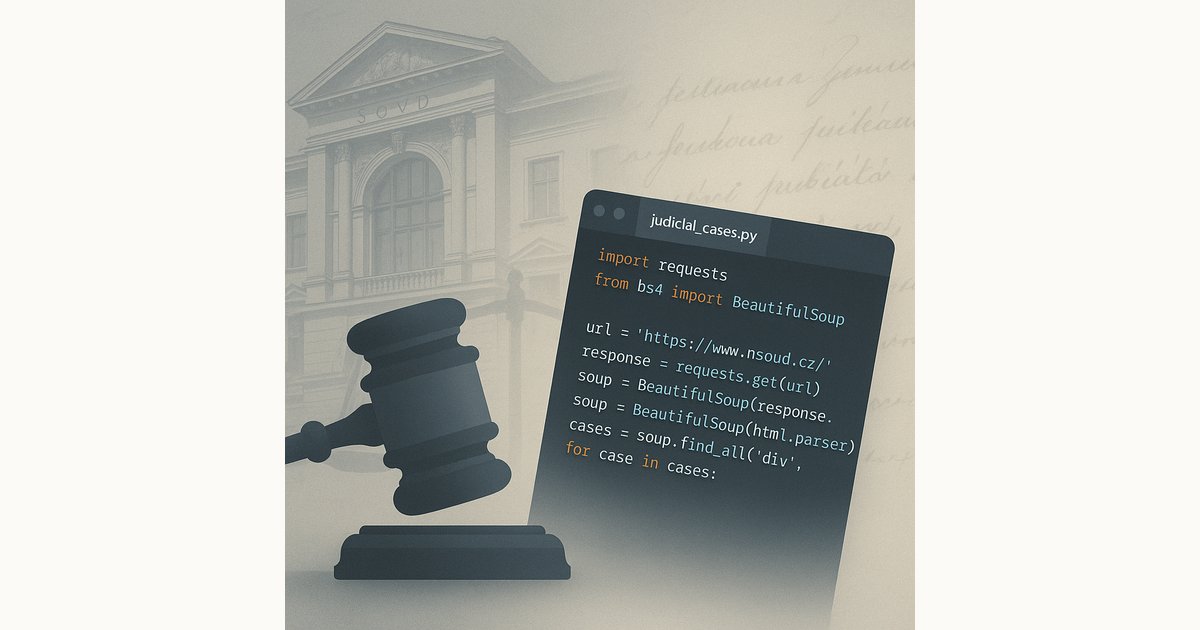 SOVD
judiclal_cases.py
import requests
from bs4 import BeautifulSoup
url = 'https://www.nsoud.cz/'
response = requests.get(url)
soup = BeautifulSoup(response.
soup = BeautifulSoup(html.parser)
cases = soup.find_all('div',
for case in cases: